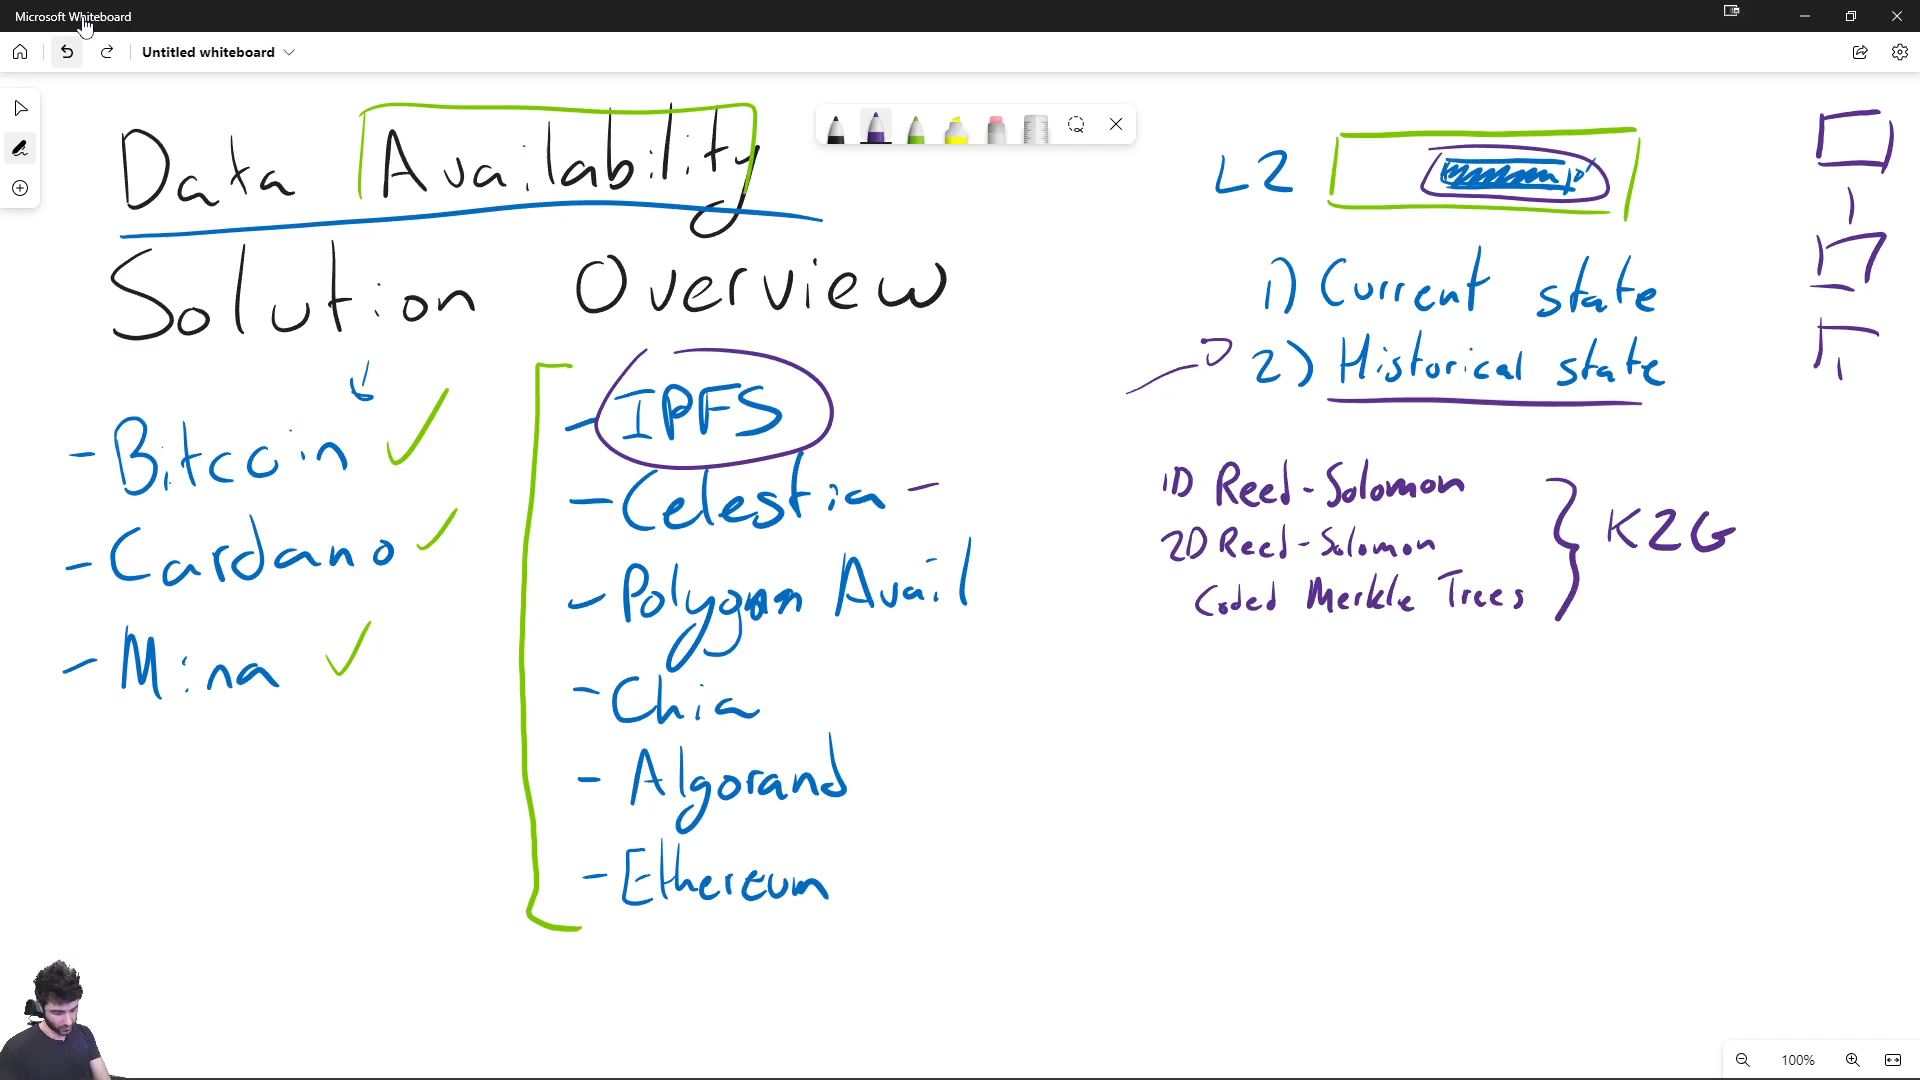 Microsoft Whiteboard
Untitled whiteboard
Data Availability
Solution Overview
- Bitcoin
- Cardano
- Mina
- IPFS
- Celestia -
- Polygon Avail
- Chia
- Algorand
- Ethereum
L2
1) Current state
2) Historical state
1D Reed-Solomon
2D Reed-Solomon
Coded Merkle Trees
KZG
100%